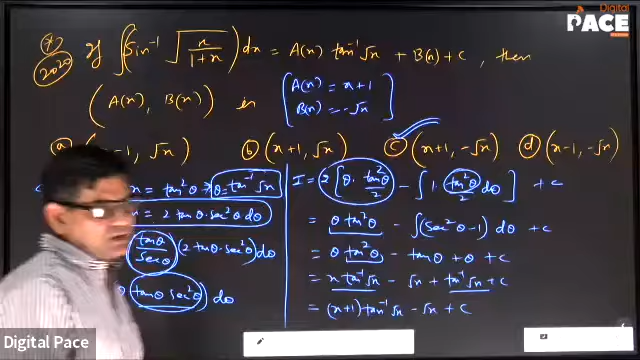 Digital
PACE
* 2020 If ∫(Sin⁻¹ √(x/(1+x))) dx = A(x) tan⁻¹√x + B(x) + C, then
(A(x), B(x)) is
A(x) = x+1
B(x) = -√x
(a) -1, √x) (b) (x+1, √x) (c) (x+1, -√x) (d) (x-1, -√x)
x = tan²θ → θ = tan⁻¹√x
= 2 tanθ·sec²θ dθ
tanθ/secθ (2 tanθ·sec²θ) dθ
tanθ sec²θ) dθ
I = 2[θ·tan²θ/2 - ∫1·tan²θ/2 dθ] + C
= θ tan²θ - ∫(sec²θ - 1) dθ + C
= θ tan²θ - tanθ + θ + C
= x tan⁻¹√x - √x + tan⁻¹√x + C
= (x+1) tan⁻¹√x - √x + C
Digital Pace